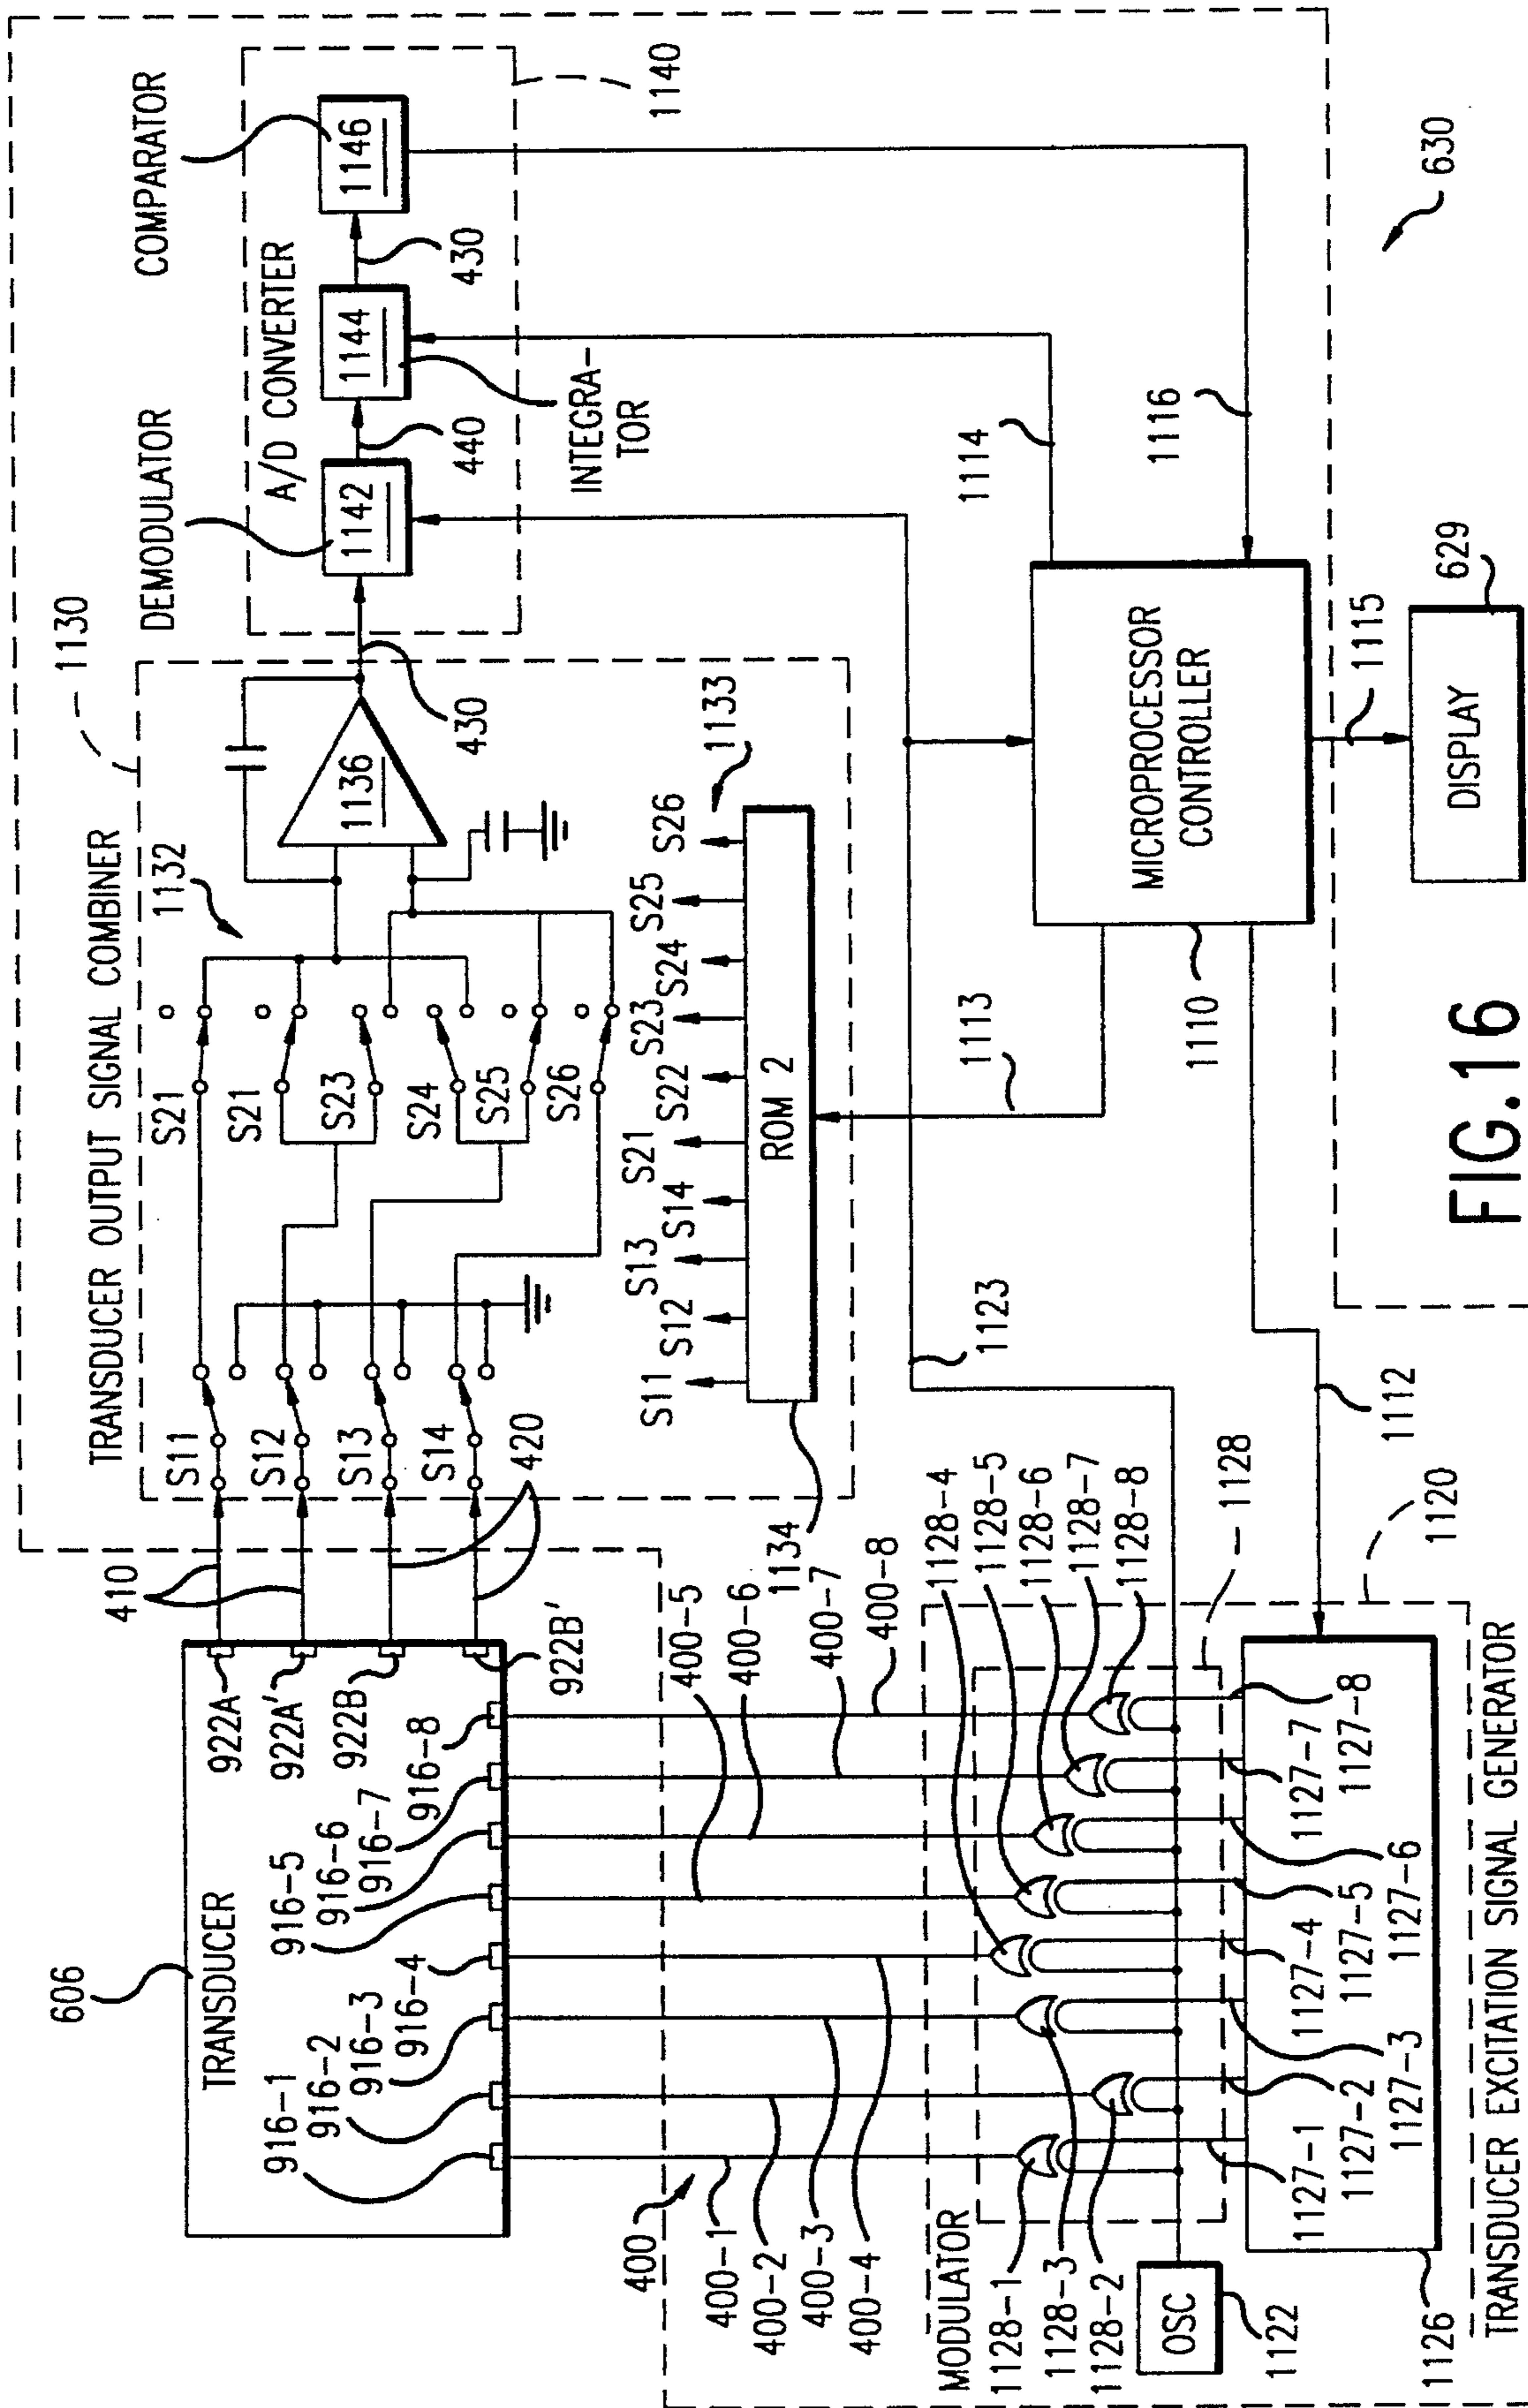 TRANSDUCER OUTPUT SIGNAL COMBINER
1130
DEMODULATOR
COMPARATOR
A/D CONVERTER
1142
1144
1146
440
430
INTEGRA-
TOR
1140
1132
1136
430
S11
S12
S13
S14
S21
S21
S23
S24
S25
S26
420
410
1133
S11
S12
S13
S14
S21
S22
S23
S24
S25
S26
ROM 2
1134
606
TRANSDUCER
922A
922A'
922B
922B'
916-1
916-2
916-3
916-4
916-5
916-6
916-7
916-8
400
400-1
400-2
400-3
400-4
400-5
400-6
400-7
400-8
MODULATOR
1128-1
1128-3
1128-2
1128-4
1128-5
1128-6
1128-7
1128-8
1128
OSC
1122
1123
1127-1
1127-2
1127-3
1127-4
1127-5
1127-6
1127-7
1127-8
1126
1120
TRANSDUCER EXCITATION SIGNAL GENERATOR
1112
1113
1110
MICROPROCESSOR
CONTROLLER
1114
1116
1115
DISPLAY
629
630
FIG. 16